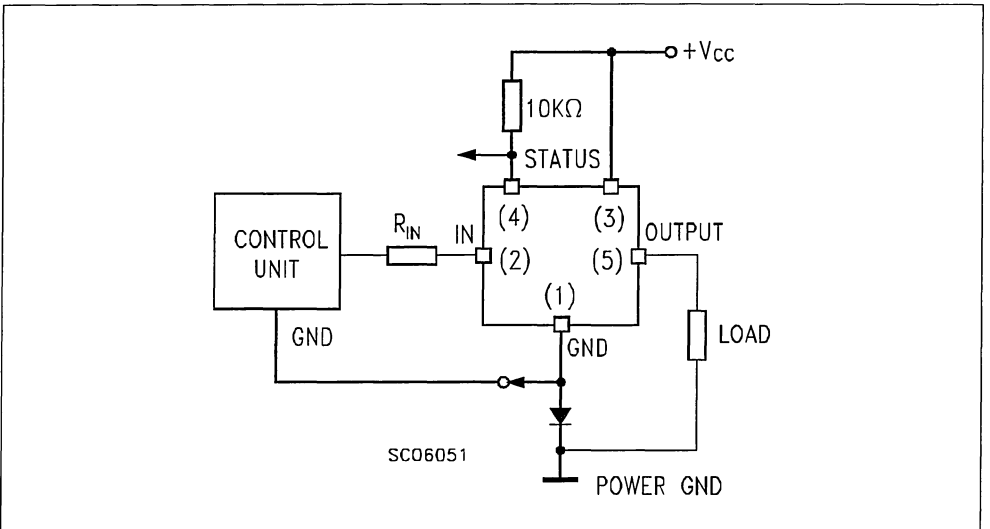 +Vcc
10KΩ
STATUS
(4)
(3)
CONTROL
UNIT
RIN
IN
(2)
OUTPUT
(5)
(1)
GND
GND
LOAD
SC06051
POWER GND